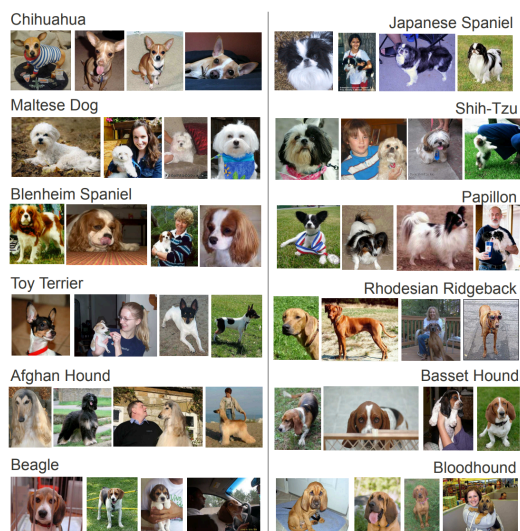 Chihuahua
Japanese Spaniel
Maltese Dog
Shih-Tzu
Blenheim Spaniel
Papillon
Toy Terrier
Rhodesian Ridgeback
Afghan Hound
Basset Hound
Beagle
Bloodhound